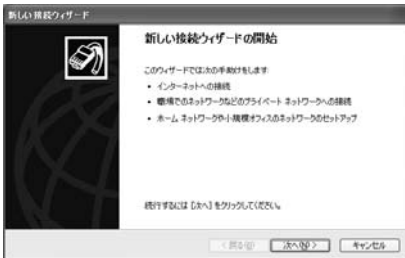 新しい接続ウィザード
新しい接続ウィザードの開始
このウィザードでは次の手助けをします:
• インターネットへの接続
• 職場でのネットワークなどのプライベート ネットワークへの接続
• ホーム ネットワークや小規模オフィスのネットワークのセットアップ
続行するには [次へ] をクリックしてください。
< 戻る(B)
次へ(N) >
キャンセル